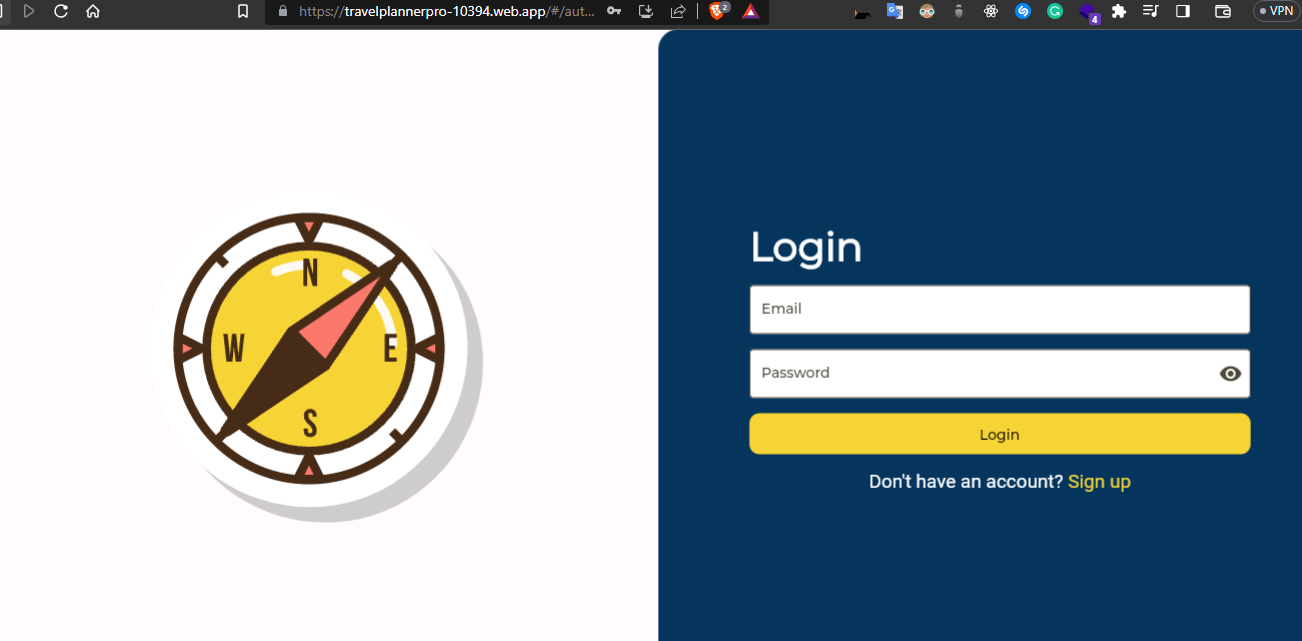 https://travelplannerpro-10394.web.app/#/aut...
2
4
VPN
N
W E
S
Login
Email
Password
Login
Don't have an account? Sign up